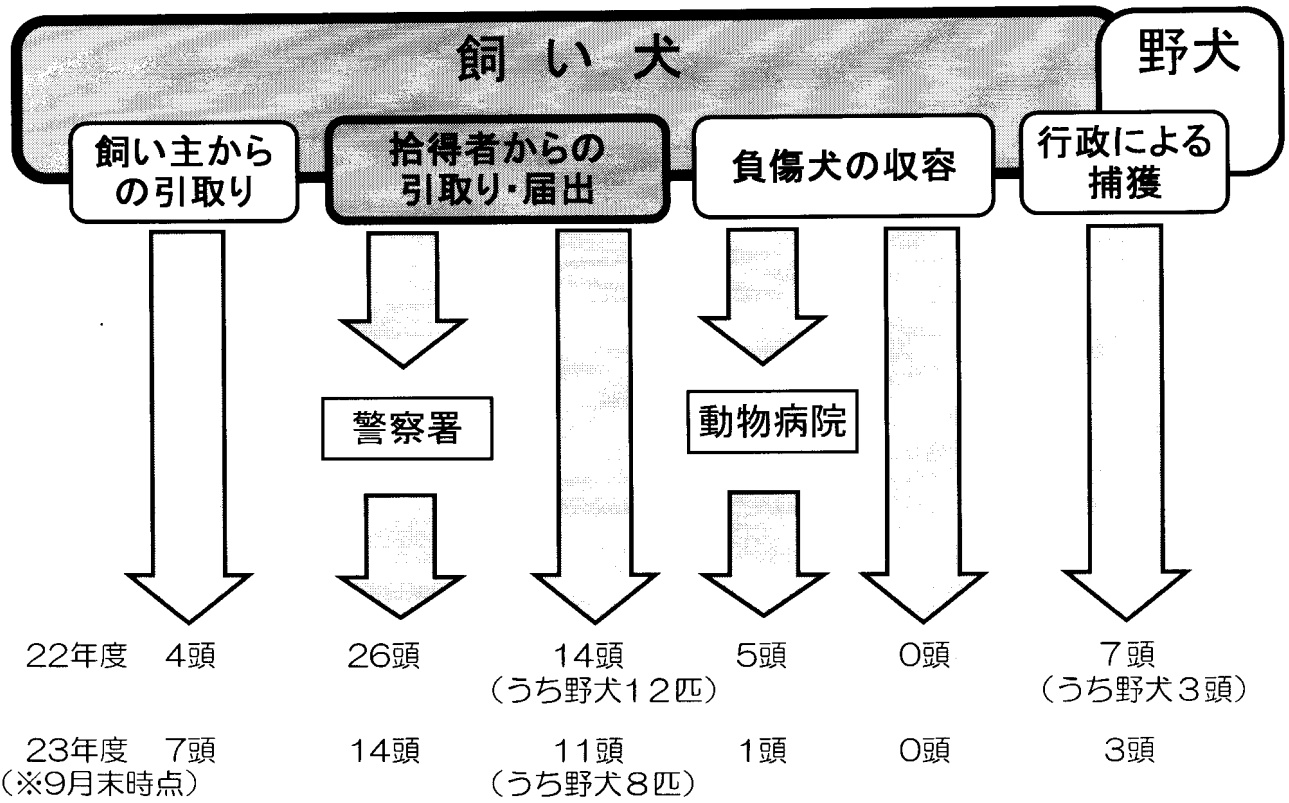 飼い犬
野犬
飼い主から
の引取り
拾得者からの
引取り・届出
負傷犬の収容
行政による
捕獲
警察署
動物病院
22年度 4頭 26頭 14頭 5頭 0頭 7頭
(うち野犬12匹) (うち野犬3頭)
23年度 7頭 14頭 11頭 1頭 0頭 3頭
(※9月末時点) (うち野犬8匹)